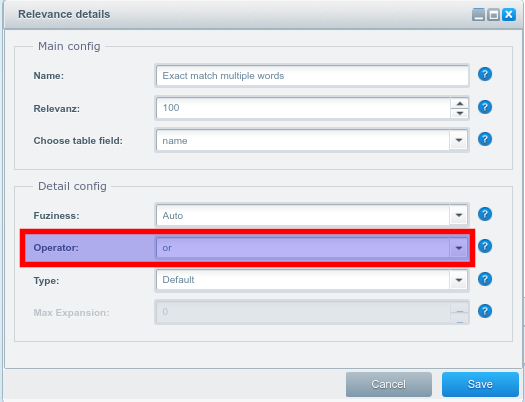 Relevance details
Main config
Name: Exact match multiple words ?
Relevanz: 100 ?
Choose table field: name ?
Detail config
Fuziness: Auto ?
Operator: or ?
Type: Default ?
Max Expansion: 0 ?
Cancel Save